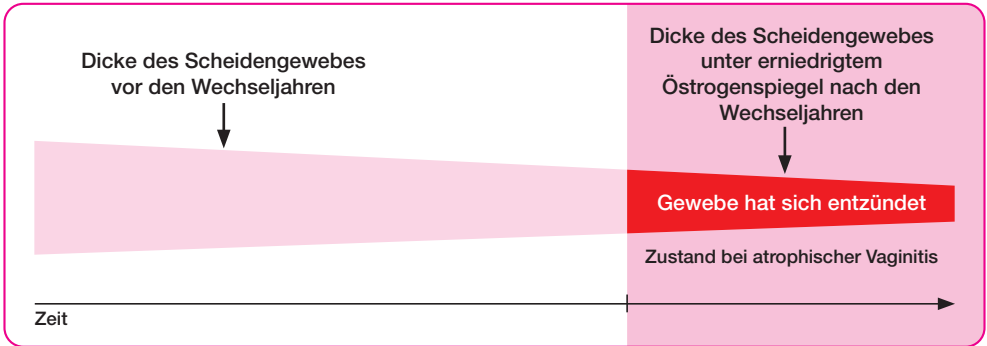 Dicke des Scheidengewebes
vor den Wechseljahren
Dicke des Scheidengewebes
unter erniedrigtem
Östrogenspiegel nach den
Wechseljahren
Gewebe hat sich entzündet
Zustand bei atrophischer Vaginitis
Zeit